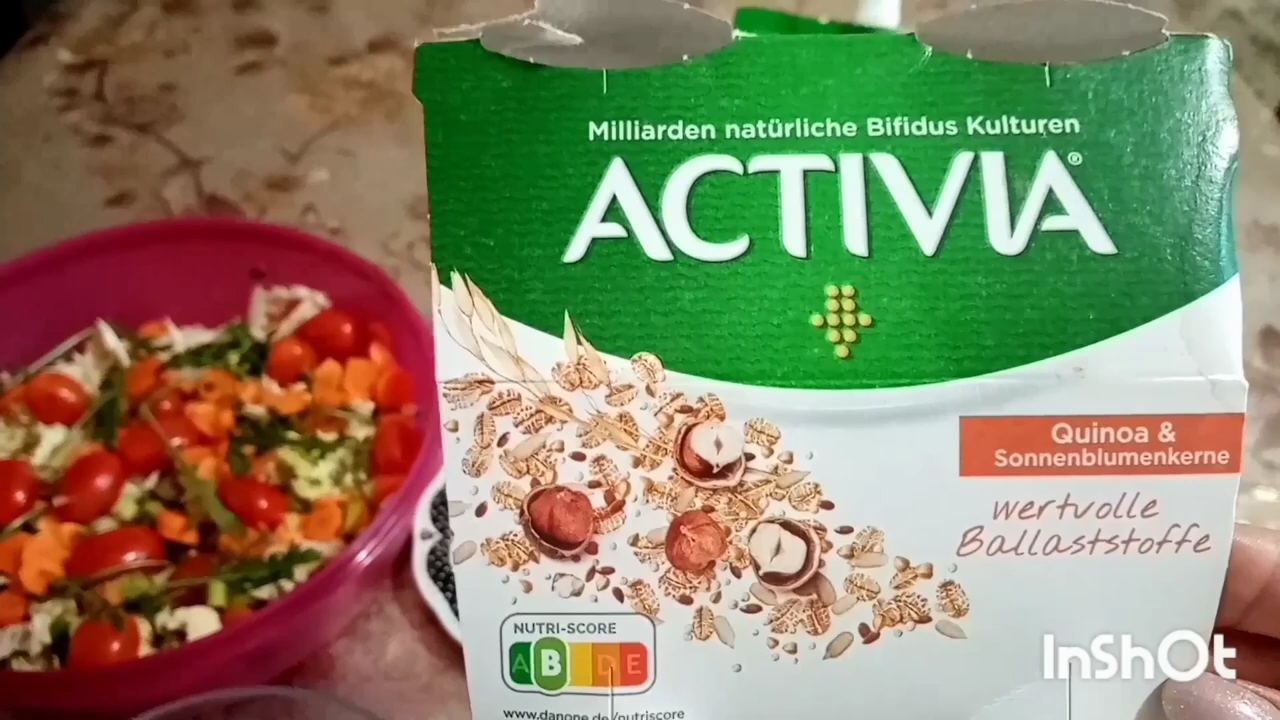 Milliarden natürliche Bifidus Kulturen
ACTIVIA®
Quinoa &
Sonnenblumenkerne
wertvolle
Ballaststoffe
NUTRI-SCORE
A B D E
www.danone.de/nutriscore
InShOt